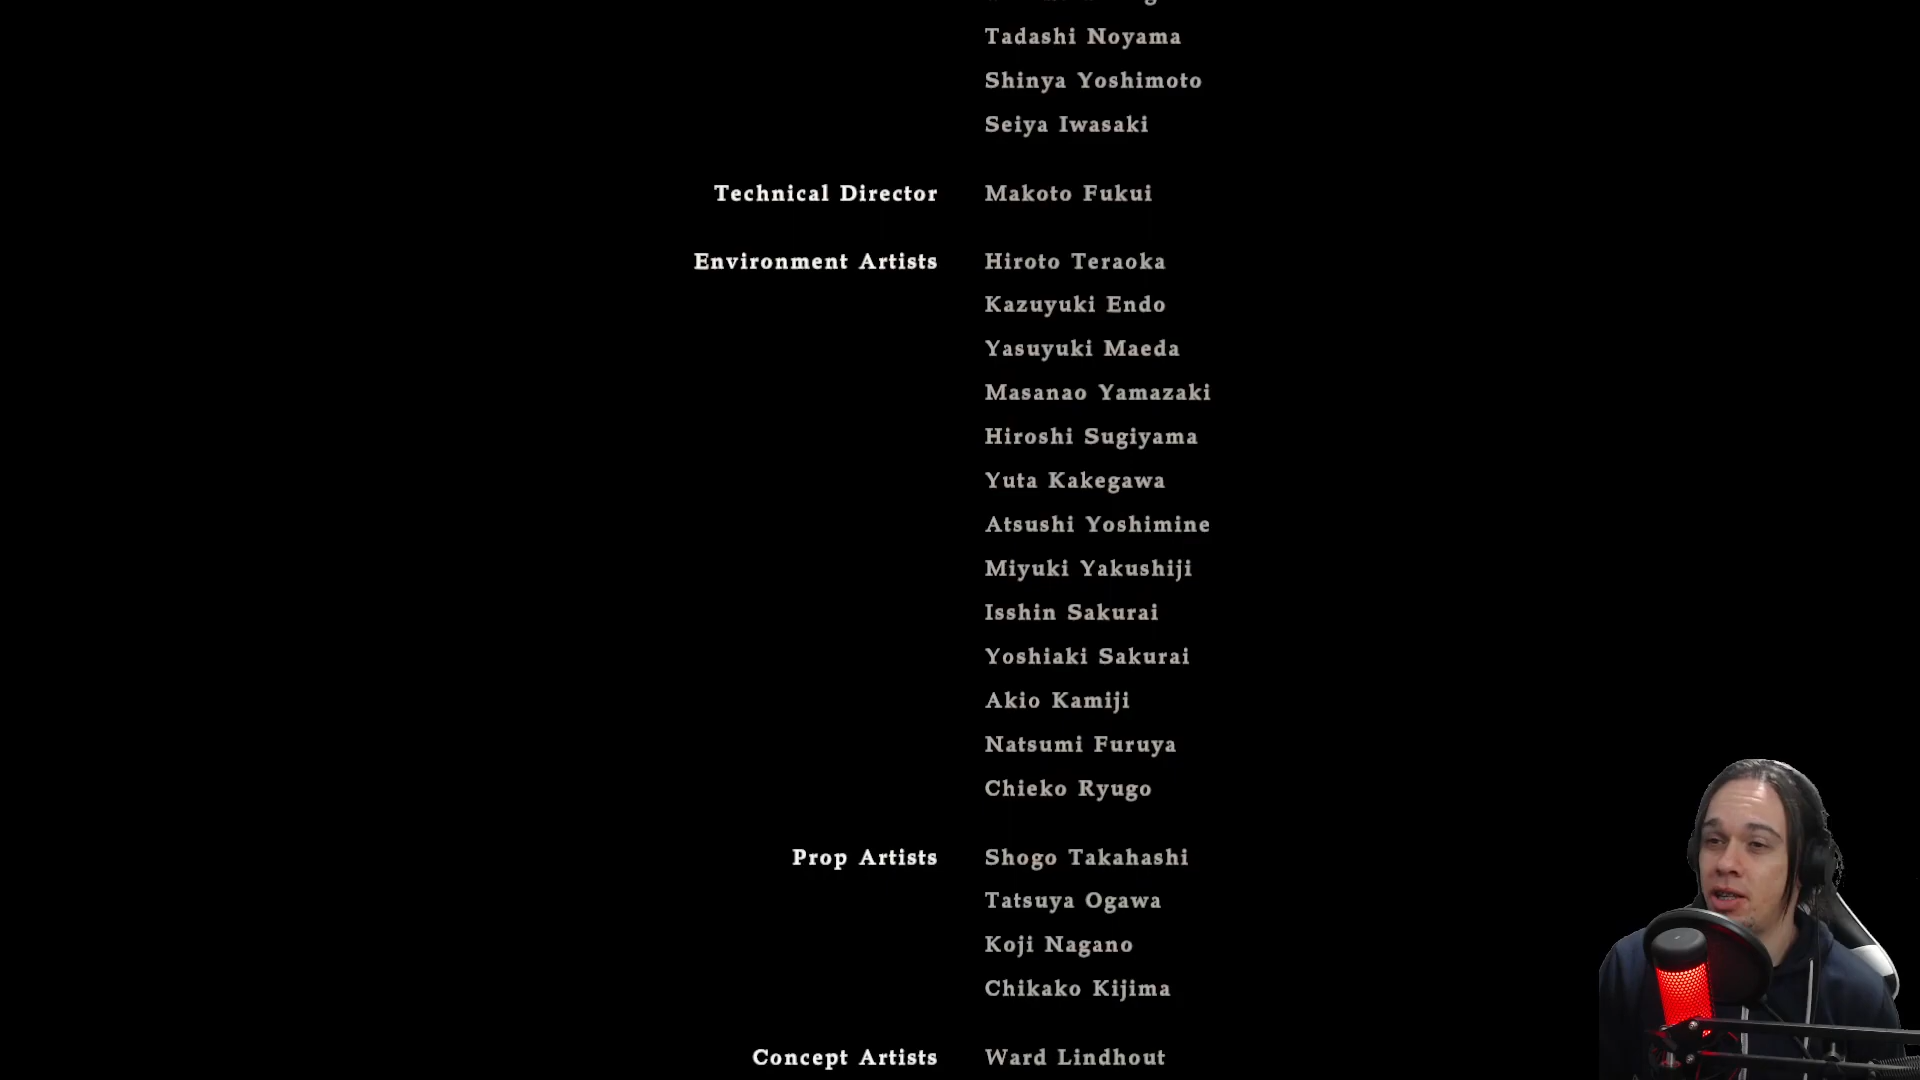 Tadashi Noyama
Shinya Yoshimoto
Seiya Iwasaki
Technical Director Makoto Fukui
Environment Artists Hiroto Teraoka
Kazuyuki Endo
Yasuyuki Maeda
Masanao Yamazaki
Hiroshi Sugiyama
Yuta Kakegawa
Atsushi Yoshimine
Miyuki Yakushiji
Isshin Sakurai
Yoshiaki Sakurai
Akio Kamiji
Natsumi Furuya
Chieko Ryugo
Prop Artists Shogo Takahashi
Tatsuya Ogawa
Koji Nagano
Chikako Kijima
Concept Artists Ward Lindhout